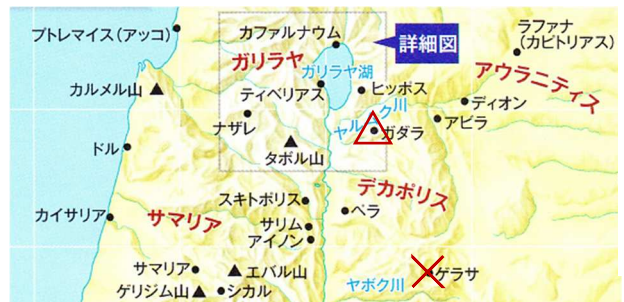 プトレマイス(アッコ)
カファルナウム
詳細図
ラファナ
(カピトリアス)
ガリラヤ
ガリラヤ湖
アウラニティス
カルメル山
ティベリアス
ヒッポス
ディオン
ナザレ
ヤルムク川
ガダラ
アビラ
ドル
タボル山
スキトポリス
デカポリス
カイサリア
サマリア
サリム
ペラ
アイノン
サマリア
エバル山
ゲラサ
ゲリジム山
シカル
ヤボク川